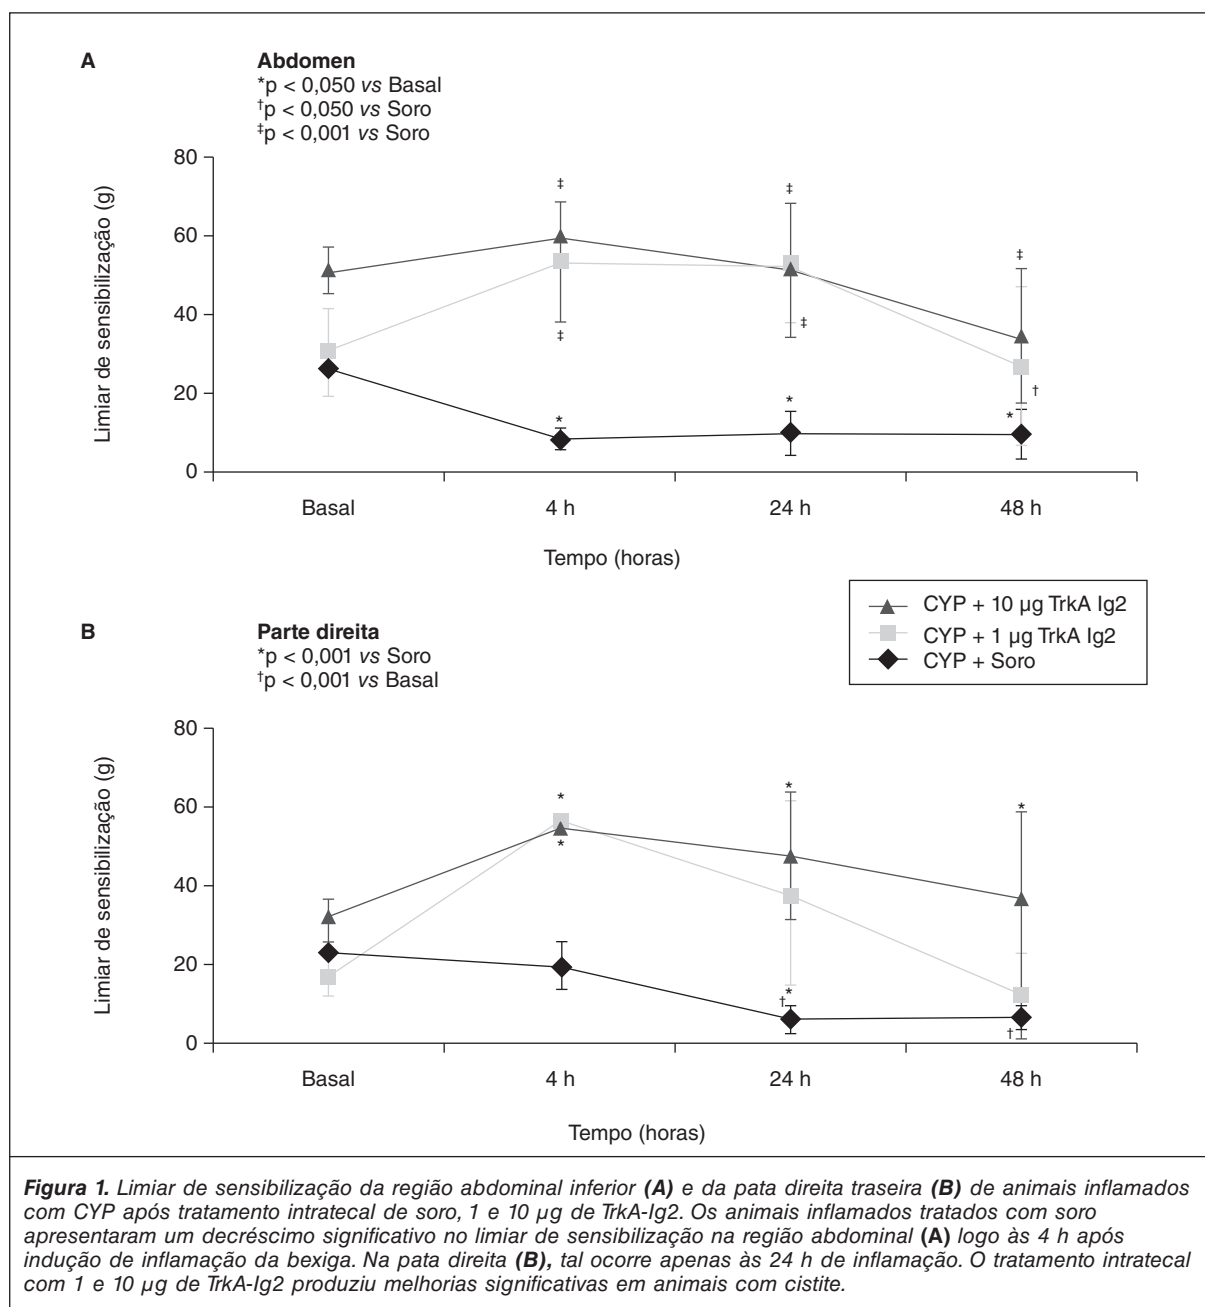 A
Abdomen
*p < 0,050 vs Basal
†p < 0,050 vs Soro
‡p < 0,001 vs Soro
Limiar de sensibilização (g)
80
60
40
20
0
‡
‡
‡
‡
‡
†
*
*
*
Basal 4 h 24 h 48 h
Tempo (horas)
CYP + 10 µg TrkA Ig2
CYP + 1 µg TrkA Ig2
CYP + Soro
B
Parte direita
*p < 0,001 vs Soro
†p < 0,001 vs Basal
Limiar de sensibilização (g)
80
60
40
20
0
*
*
*
*
*
†
†
Basal 4 h 24 h 48 h
Tempo (horas)
Figura 1. Limiar de sensibilização da região abdominal inferior (A) e da pata direita traseira (B) de animais inflamados
com CYP após tratamento intratecal de soro, 1 e 10 µg de TrkA-Ig2. Os animais inflamados tratados com soro
apresentaram um decréscimo significativo no limiar de sensibilização na região abdominal (A) logo às 4 h após
indução de inflamação da bexiga. Na pata direita (B), tal ocorre apenas às 24 h de inflamação. O tratamento intratecal
com 1 e 10 µg de TrkA-Ig2 produziu melhorias significativas em animais com cistite.